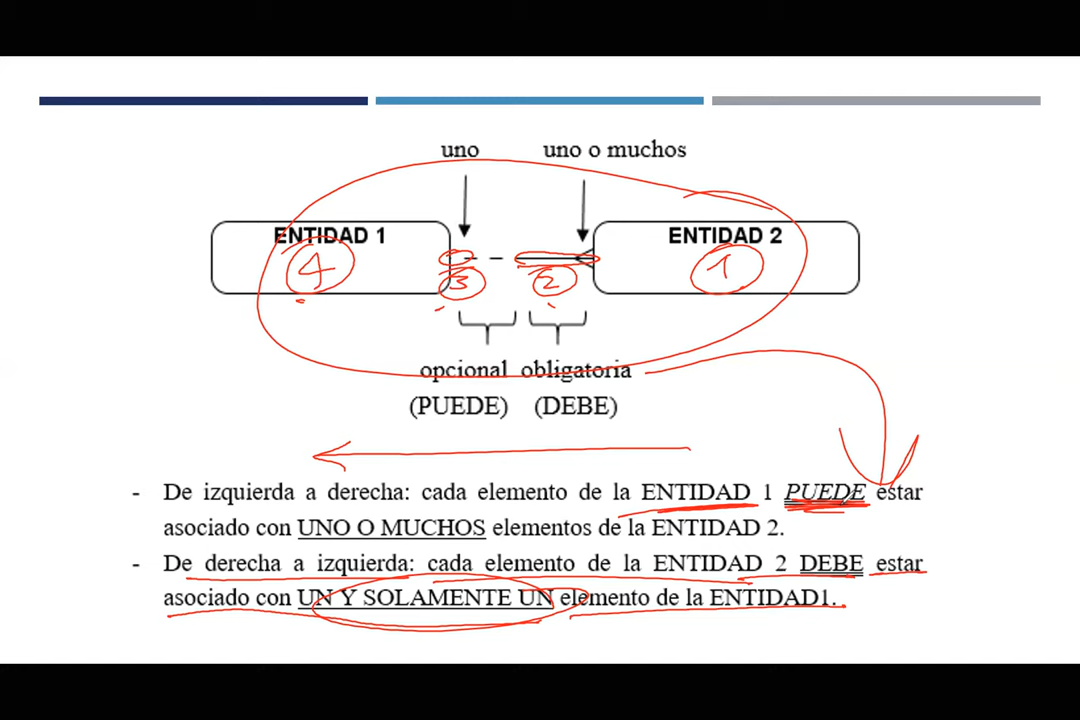 uno uno o muchos
ENTIDAD 1 ENTIDAD 2
4 3 2 1
opcional obligatoria
(PUEDE) (DEBE)
- De izquierda a derecha: cada elemento de la ENTIDAD 1 PUEDE estar
asociado con UNO O MUCHOS elementos de la ENTIDAD 2.
- De derecha a izquierda: cada elemento de la ENTIDAD 2 DEBE estar
asociado con UN Y SOLAMENTE UN elemento de la ENTIDAD1.